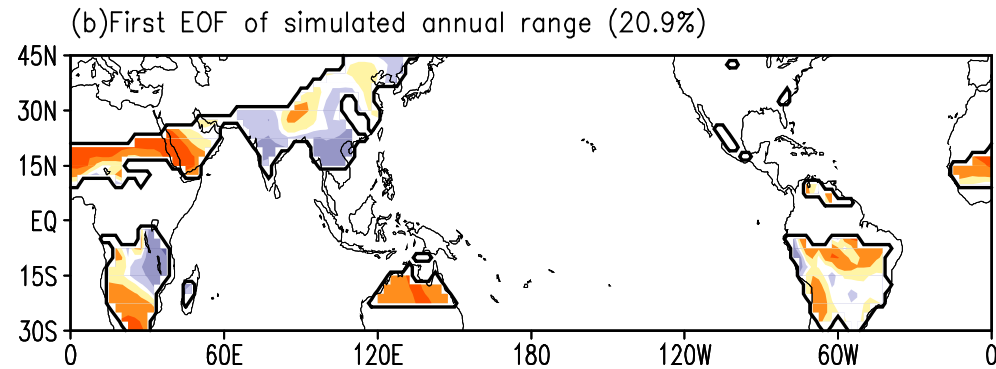 (b)First EOF of simulated annual range (20.9%)
45N
30N
15N
EQ
15S
30S
0 60E 120E 180 120W 60W 0